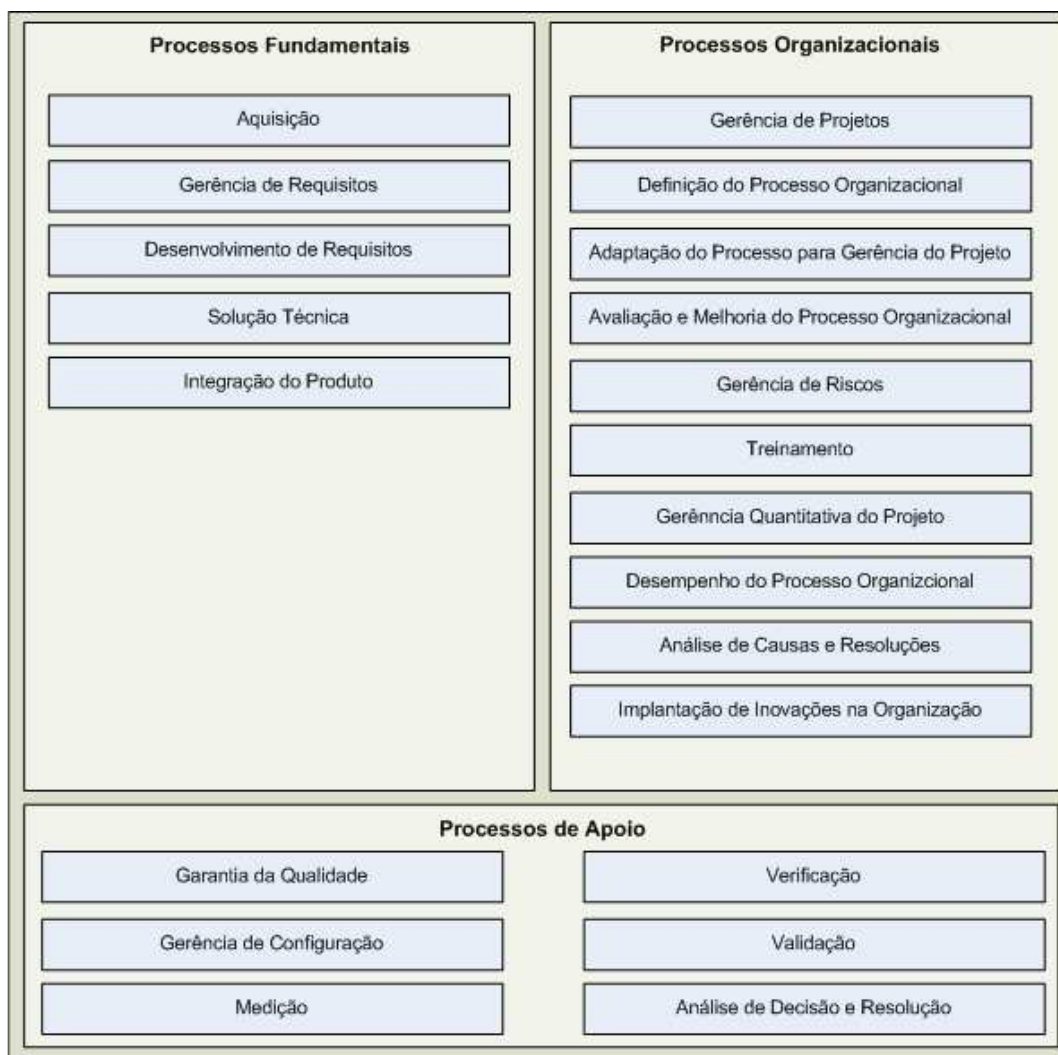 Processos Fundamentais
Aquisição
Gerência de Requisitos
Desenvolvimento de Requisitos
Solução Técnica
Integração do Produto
Processos Organizacionais
Gerência de Projetos
Definição do Processo Organizacional
Adaptação do Processo para Gerência do Projeto
Avaliação e Melhoria do Processo Organizacional
Gerência de Riscos
Treinamento
Gerênncia Quantitativa do Projeto
Desempenho do Processo Organizcional
Análise de Causas e Resoluções
Implantação de Inovações na Organização
Processos de Apoio
Garantia da Qualidade
Gerência de Configuração
Medição
Verificação
Validação
Análise de Decisão e Resolução